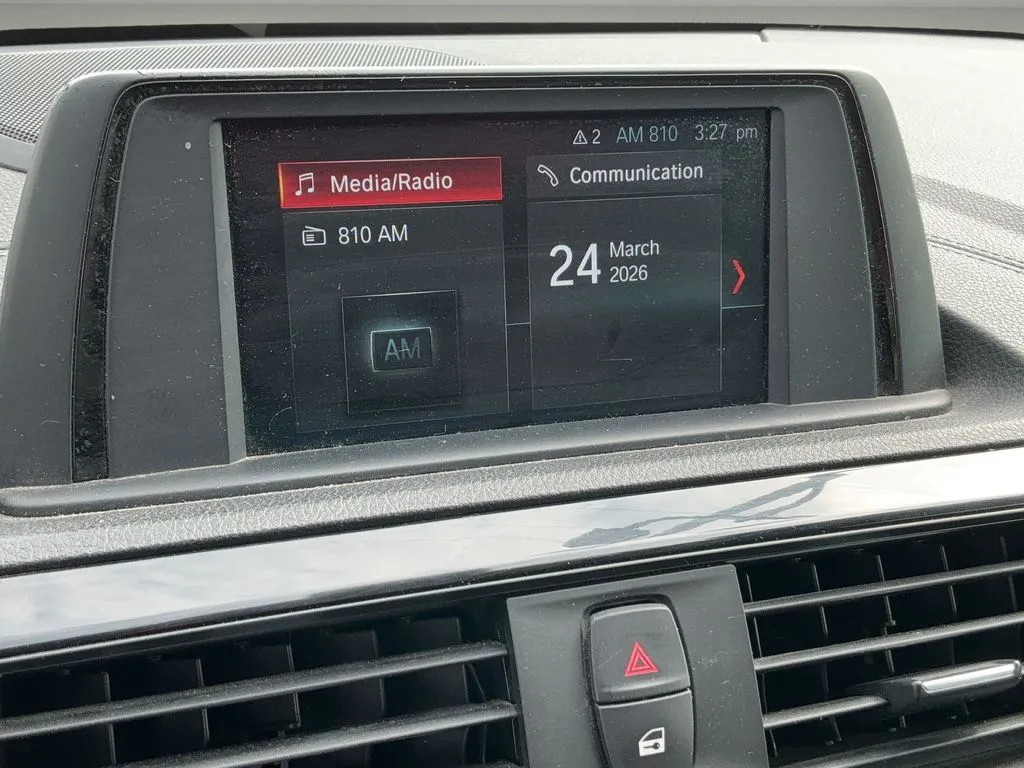 2 AM 810 3:27 pm
Media/Radio
Communication
810 AM
24 March
2026
AM